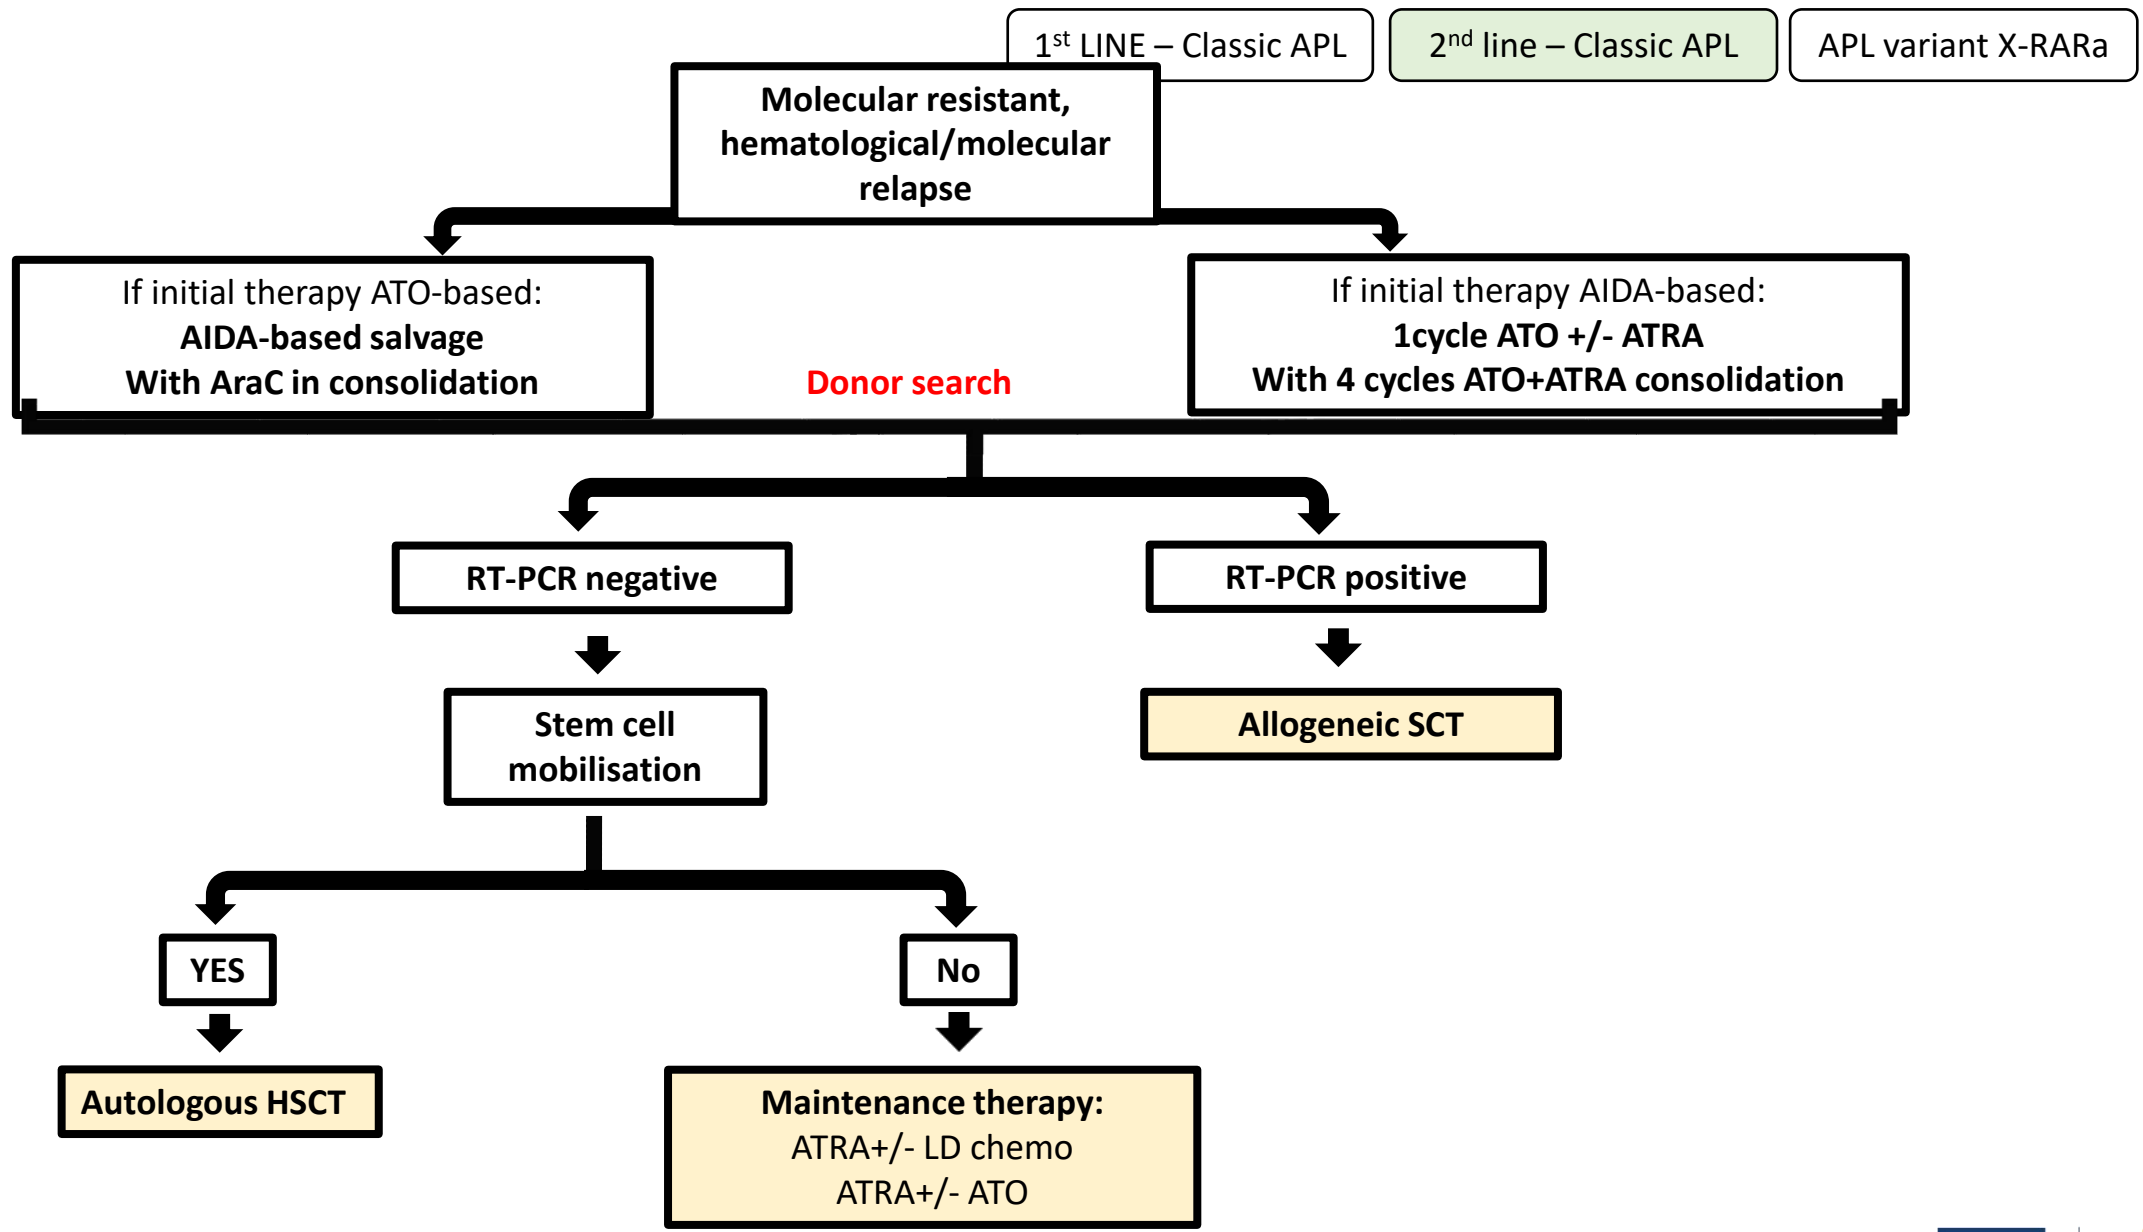 1st LINE – Classic APL
2nd line – Classic APL
APL variant X-RARa
Molecular resistant,
hematological/molecular
relapse
If initial therapy ATO-based:
AIDA-based salvage
With AraC in consolidation
Donor search
If initial therapy AIDA-based:
1cycle ATO +/- ATRA
With 4 cycles ATO+ATRA consolidation
RT-PCR negative
RT-PCR positive
Stem cell
mobilisation
Allogeneic SCT
YES
No
Autologous HSCT
Maintenance therapy:
ATRA+/- LD chemo
ATRA+/- ATO